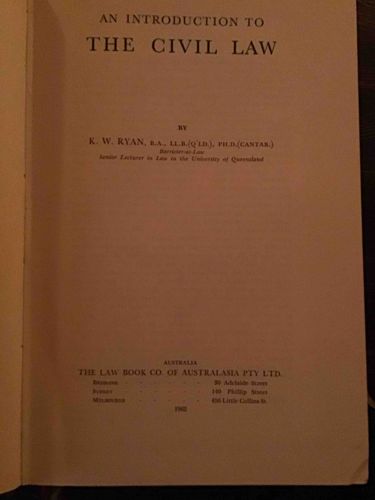 AN INTRODUCTION TO
THE CIVIL LAW
BY
K. W. RYAN, B.A., LL.B.(Q'LD.), PH.D.(CANTAB.)
Barrister-at-Law
Senior Lecturer in Law in the University of Queensland
AUSTRALIA
THE LAW BOOK CO. OF AUSTRALASIA PTY LTD.
BRISBANE - - - - - - Adelaide Street
SYDNEY - - - - - - 140 Phillip Street
MELBOURNE - - - - - 456 Little Collins St.
1962